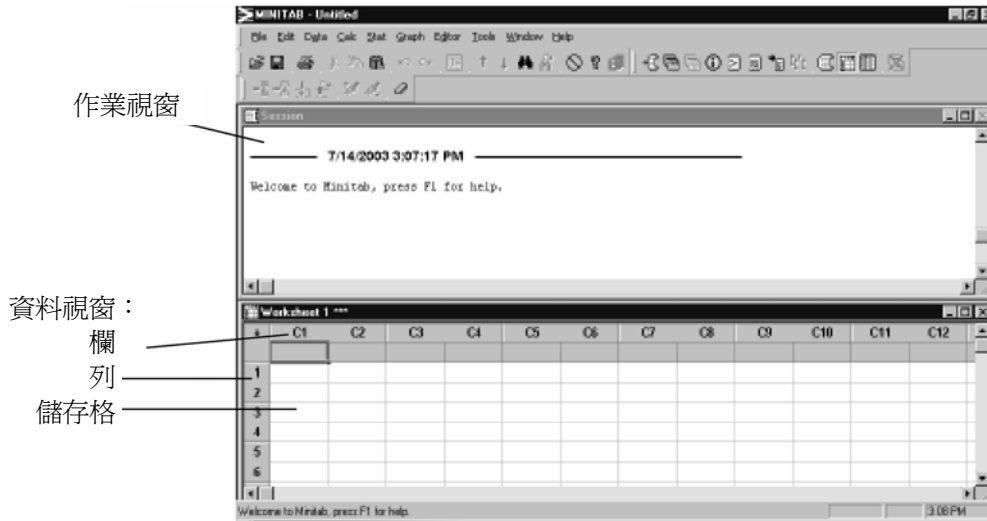 MINITAB - Untitled
File Edit Data Calc Stat Graph Editor Tools Window Help
作業視窗
Session
7/14/2003 3:07:17 PM
Welcome to Minitab, press F1 for help.
資料視窗：
Worksheet 1 ***
欄
C1 C2 C3 C4 C5 C6 C7 C8 C9 C10 C11 C12
列
1
2
儲存格
3
4
5
6
Welcome to Minitab, press F1 for help.
3:08 PM